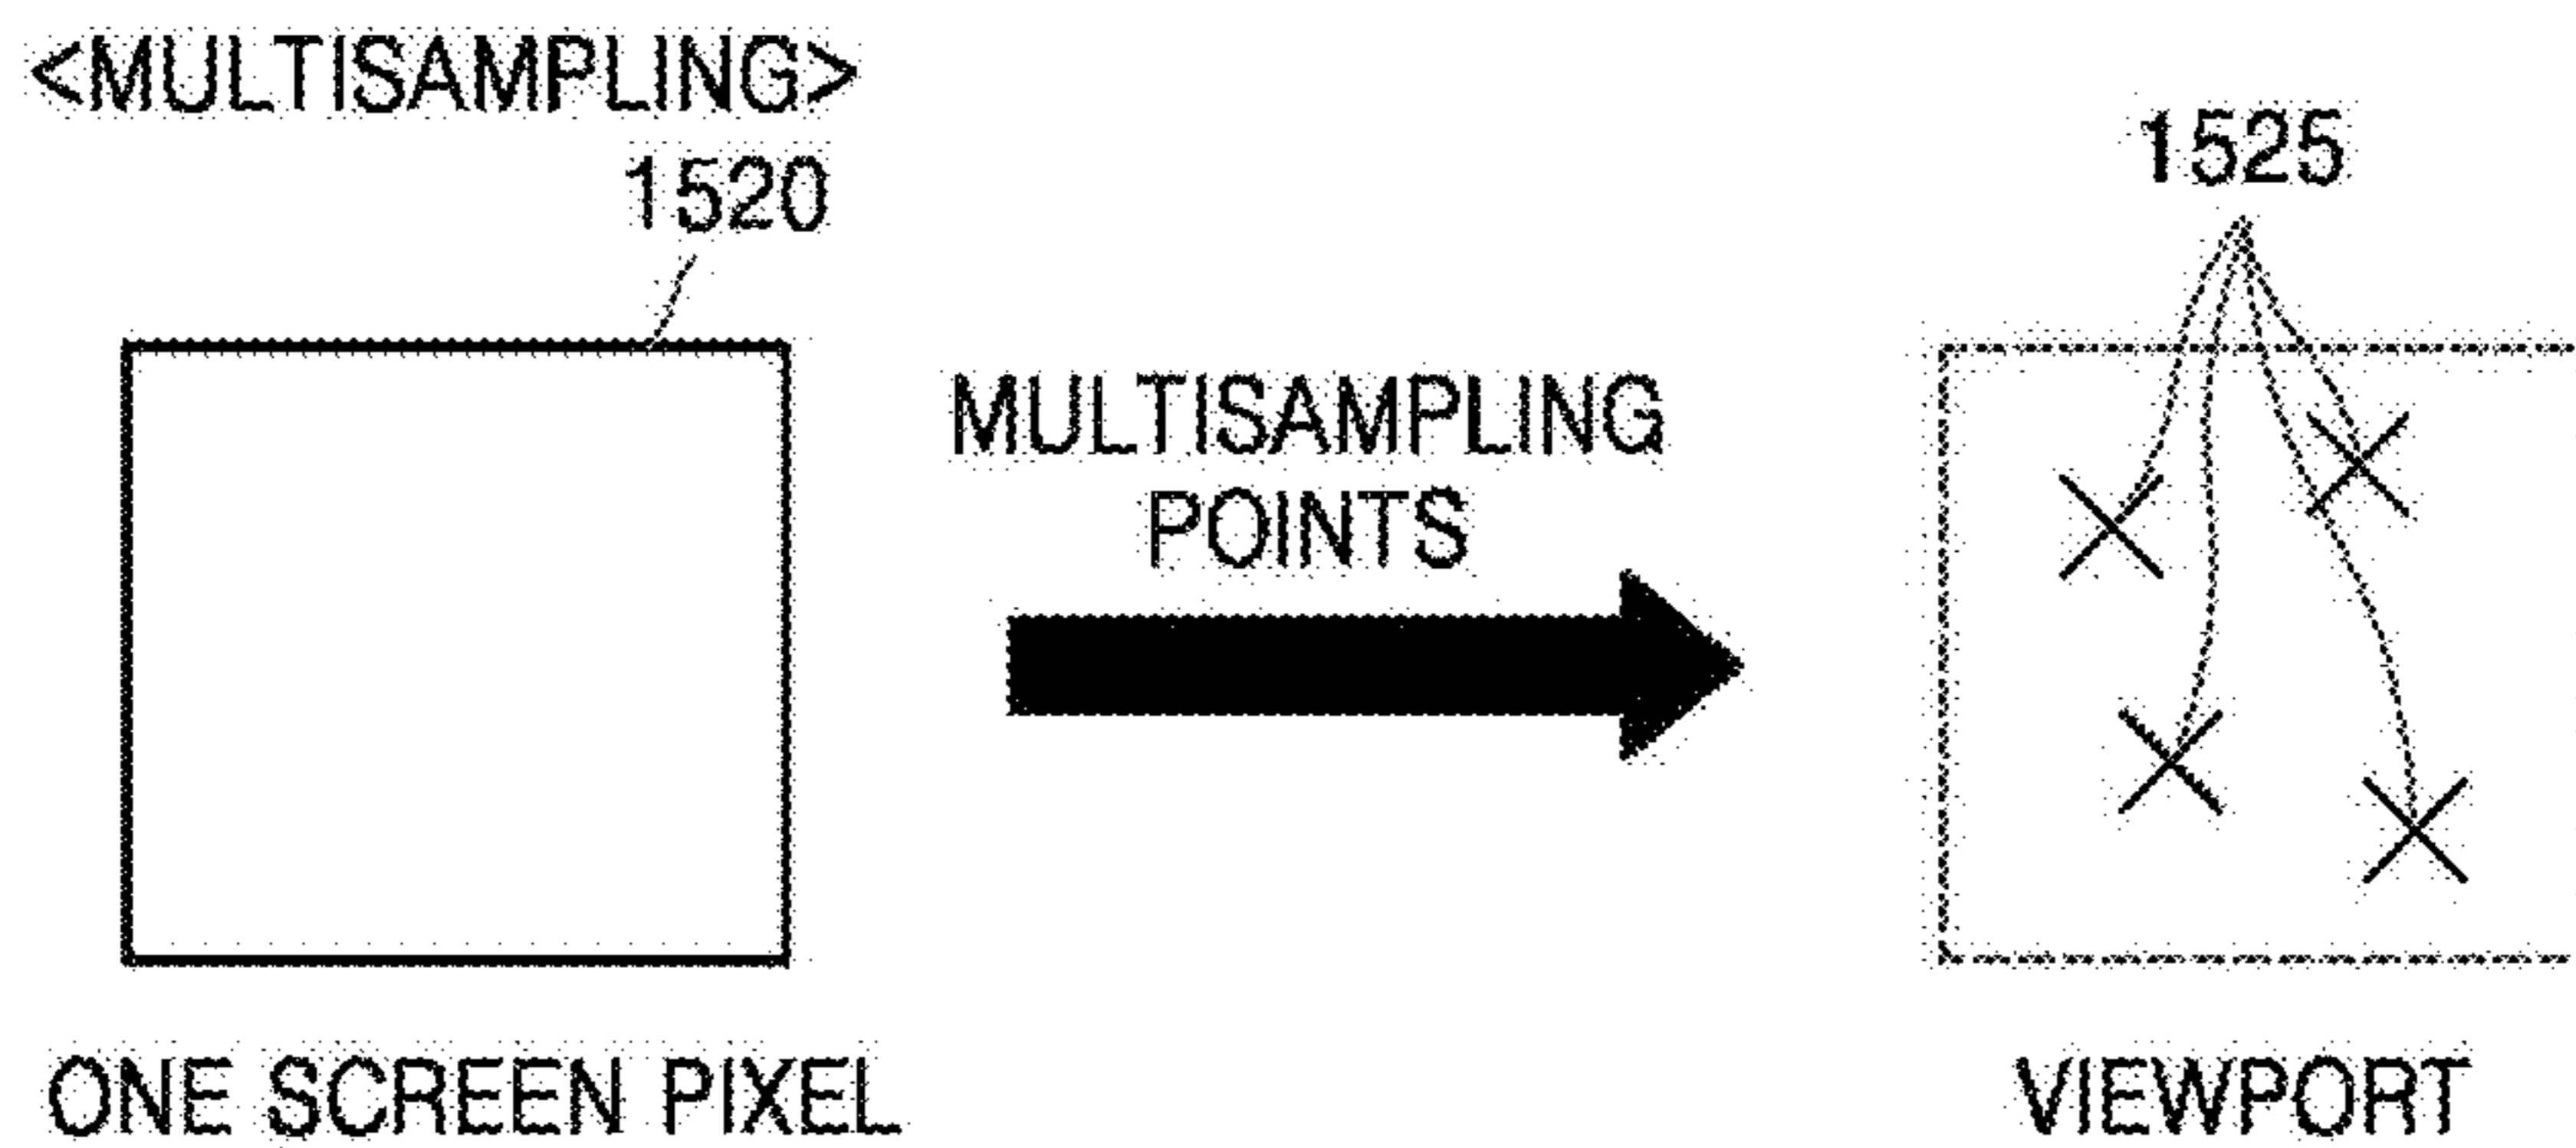 <MULTISAMPLING>
1520
1525
MULTISAMPLING
POINTS
ONE SCREEN PIXEL
VIEWPORT